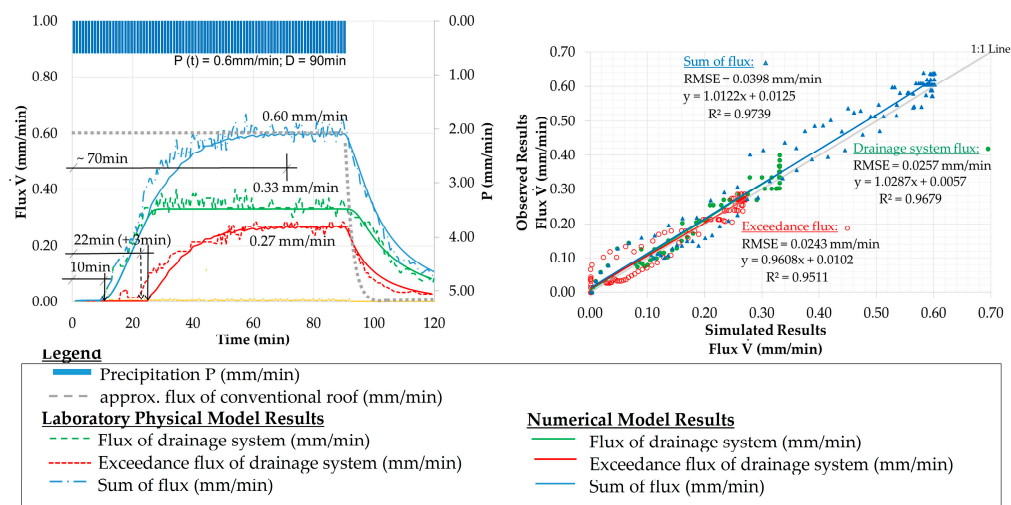 1.00
0.80
0.60
0.40
0.20
0.00
Flux V̇ (mm/min)
0.00
1.00
2.00
3.00
4.00
5.00
P (mm/min)
P (t) = 0.6mm/min; D = 90min
0.60 mm/min
~70min
0.33 mm/min
22min (+3min)
0.27 mm/min
10min
0 20 40 60 80 100 120
Time (min)
0.70
0.60
0.50
0.40
0.30
0.20
0.10
0.00
Observed Results
Flux V̇ (mm/min)
1:1 Line
Sum of flux:
RMSE – 0.0398 mm/min
y = 1.0122x + 0.0125
R² = 0.9739
Drainage system flux:
RMSE = 0.0257 mm/min
y = 1.0287x + 0.0057
R² = 0.9679
Exceedance flux:
RMSE = 0.0243 mm/min
y = 0.9608x + 0.0102
R² = 0.9511
0.00 0.10 0.20 0.30 0.40 0.50 0.60 0.70
Simulated Results
Flux V̇ (mm/min)
Legend
Precipitation P (mm/min)
approx. flux of conventional roof (mm/min)
Laboratory Physical Model Results
Flux of drainage system (mm/min)
Exceedance flux of drainage system (mm/min)
Sum of flux (mm/min)
Numerical Model Results
Flux of drainage system (mm/min)
Exceedance flux of drainage system (mm/min)
Sum of flux (mm/min)